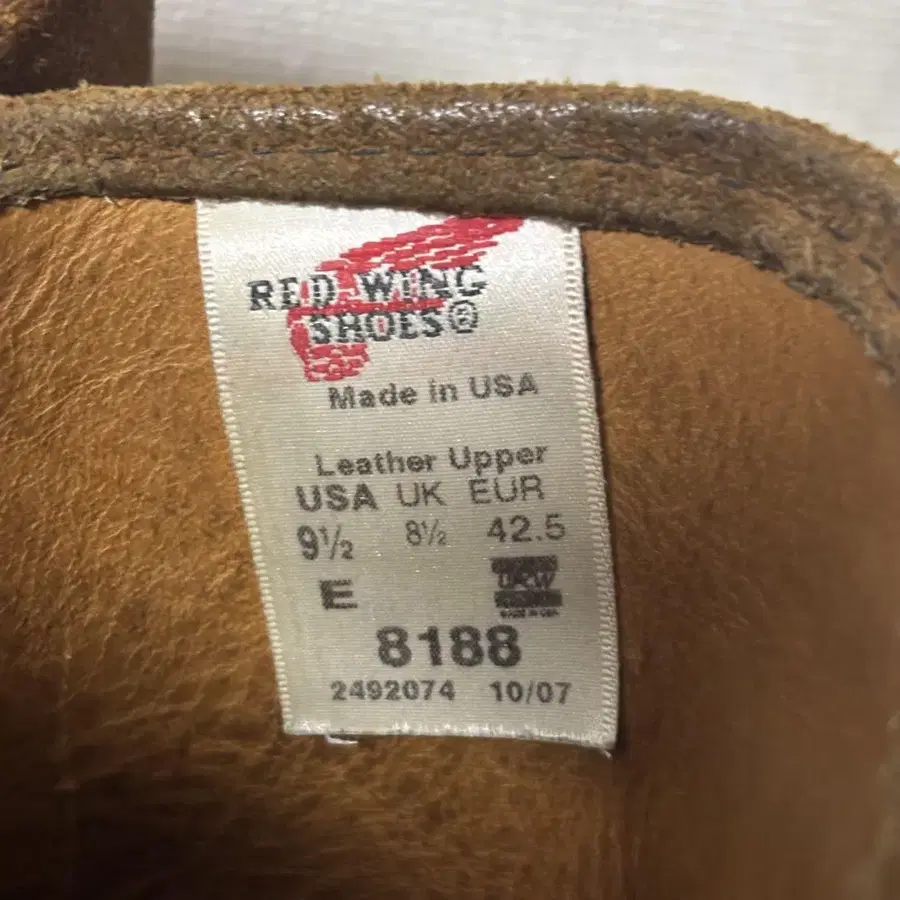 RED WING
SHOES®
Made in USA
Leather Upper
USA UK EUR
9½ 8½ 42.5
E
8188
2492074 10/07